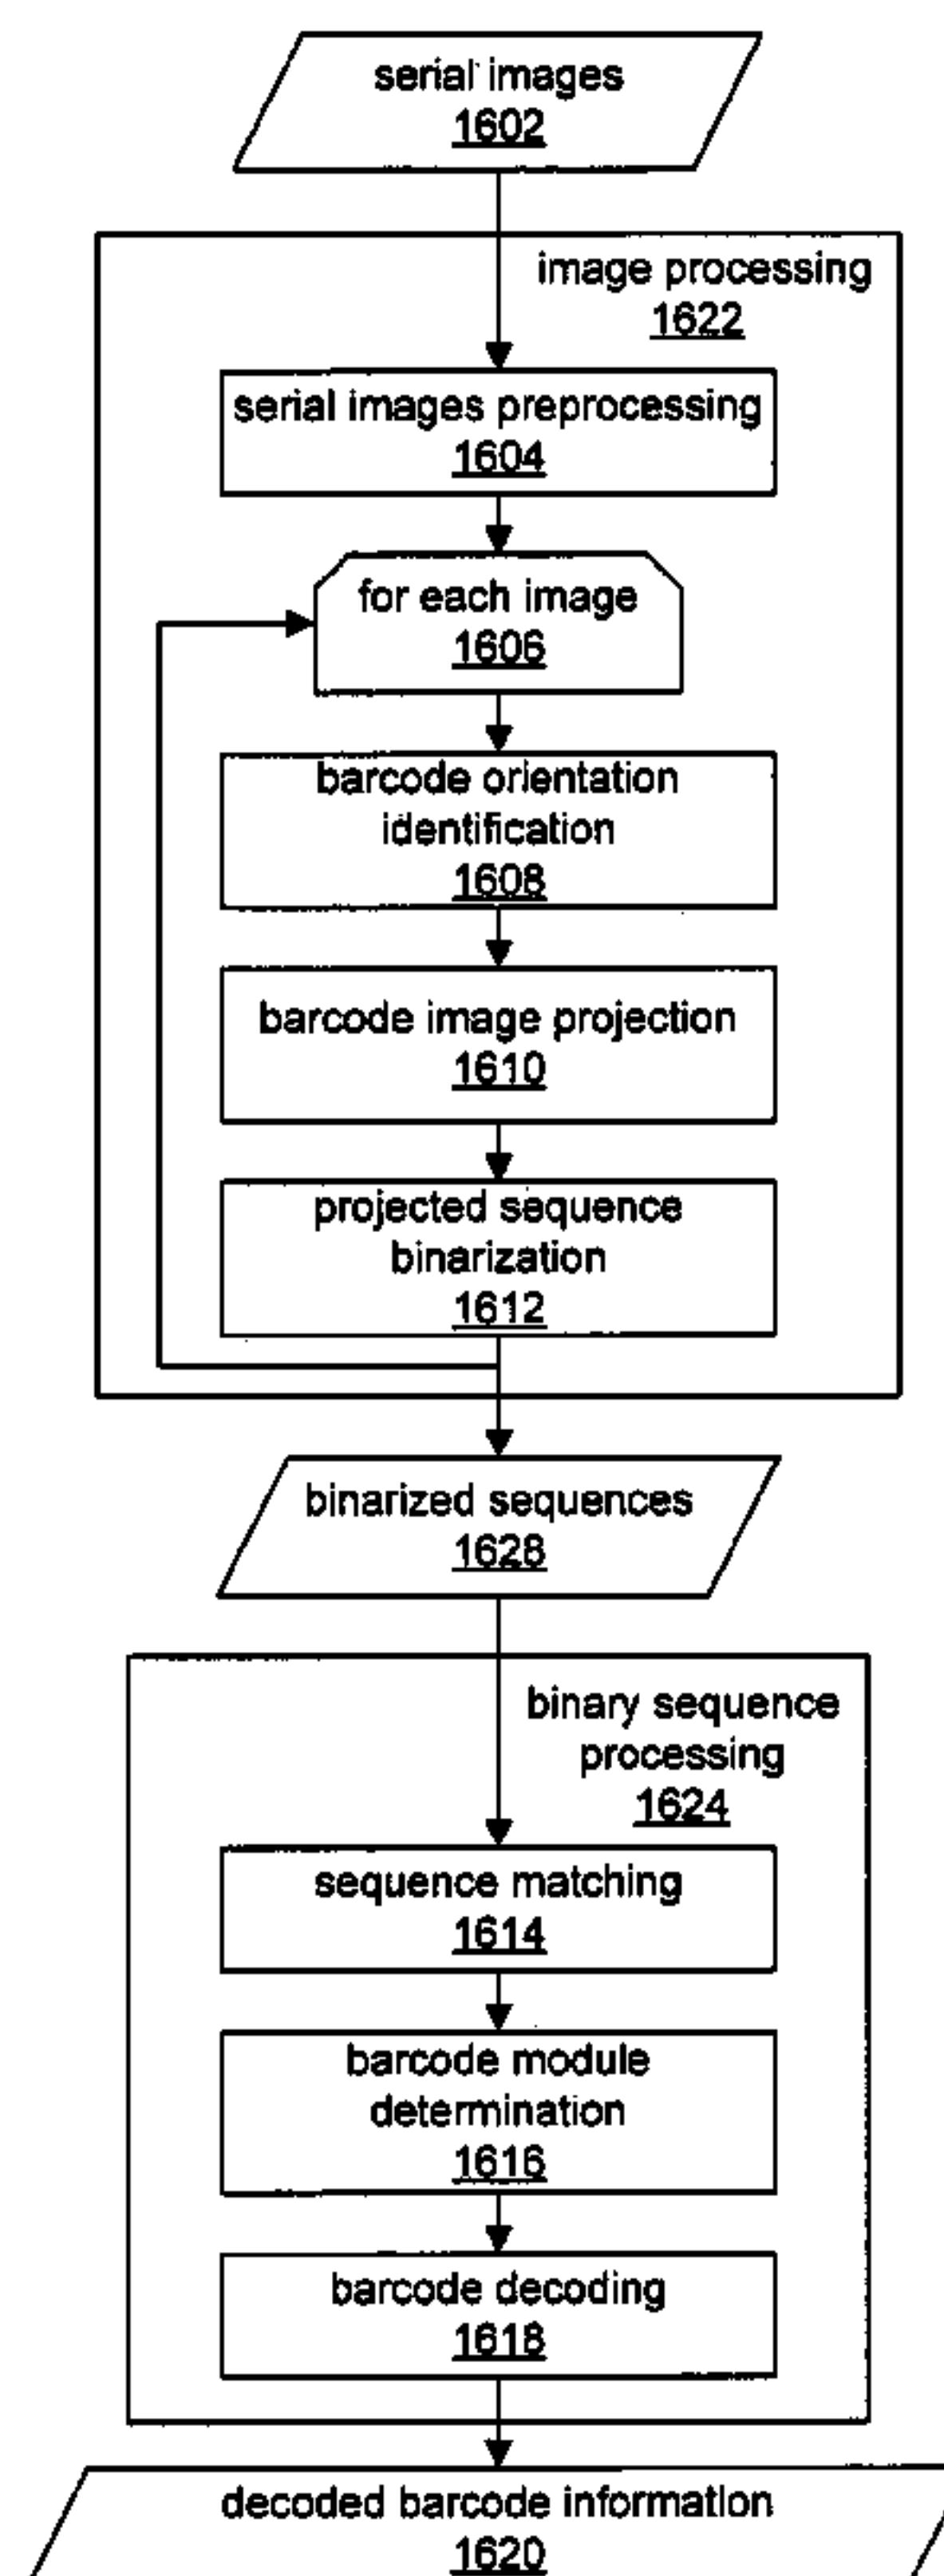 serial images
1602
image processing
1622
serial images preprocessing
1604
for each image
1606
barcode orientation
identification
1608
barcode image projection
1610
projected sequence
binarization
1612
binarized sequences
1628
binary sequence
processing
1624
sequence matching
1614
barcode module
determination
1616
barcode decoding
1618
decoded barcode information
1620